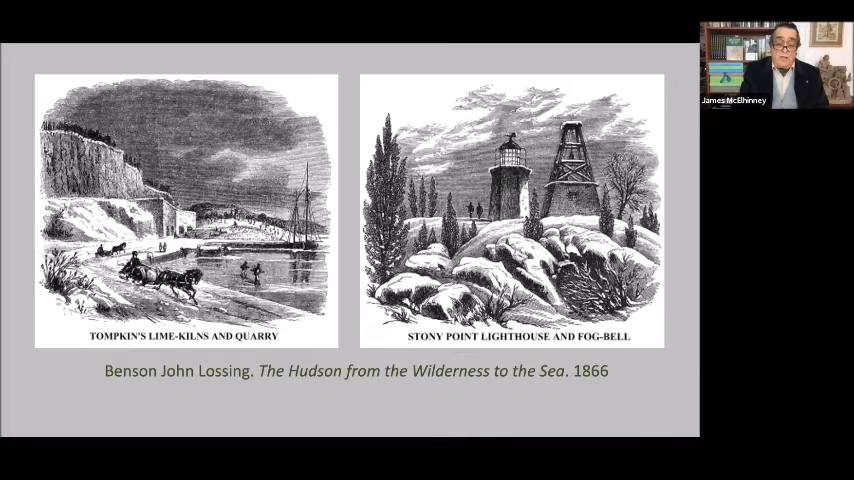 James McElhinney
TOMPKIN'S LIME-KILNS AND QUARRY
STONY POINT LIGHTHOUSE AND FOG-BELL
Benson John Lossing. The Hudson from the Wilderness to the Sea. 1866